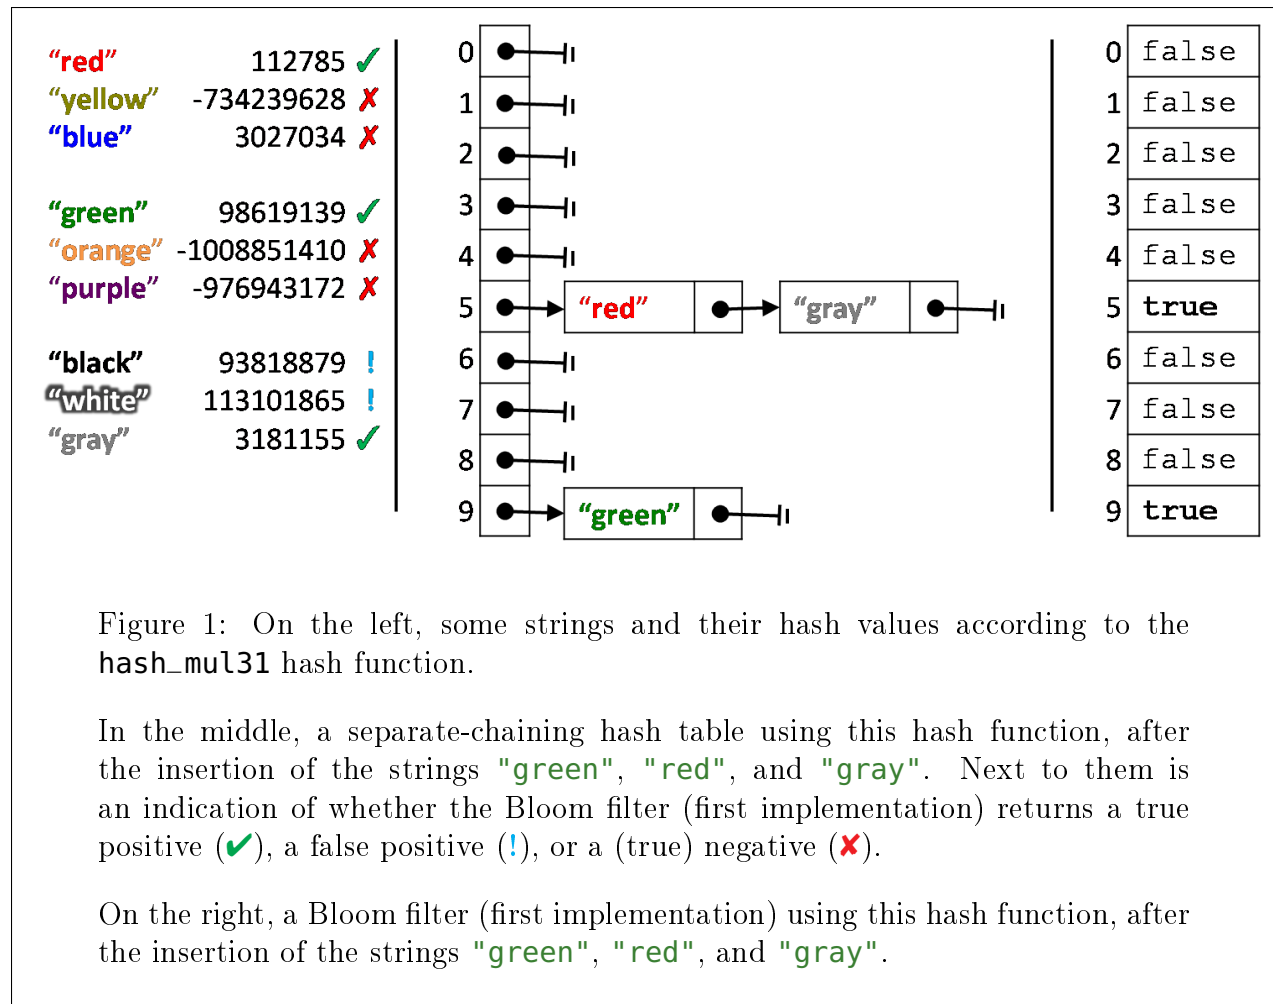 “red” 112785 ✓
“yellow” -734239628 ✗
“blue” 3027034 ✗
“green” 98619139 ✓
“orange” -1008851410 ✗
“purple” -976943172 ✗
“black” 93818879 !
“white” 113101865 !
“gray” 3181155 ✓
0
1
2
3
4
5 “red” “gray”
6
7
8
9 “green”
0 false
1 false
2 false
3 false
4 false
5 true
6 false
7 false
8 false
9 true
Figure 1: On the left, some strings and their hash values according to the
hash_mul31 hash function.
In the middle, a separate-chaining hash table using this hash function, after
the insertion of the strings "green", "red", and "gray". Next to them is
an indication of whether the Bloom filter (first implementation) returns a true
positive (✔), a false positive (!), or a (true) negative (✘).
On the right, a Bloom filter (first implementation) using this hash function, after
the insertion of the strings "green", "red", and "gray".